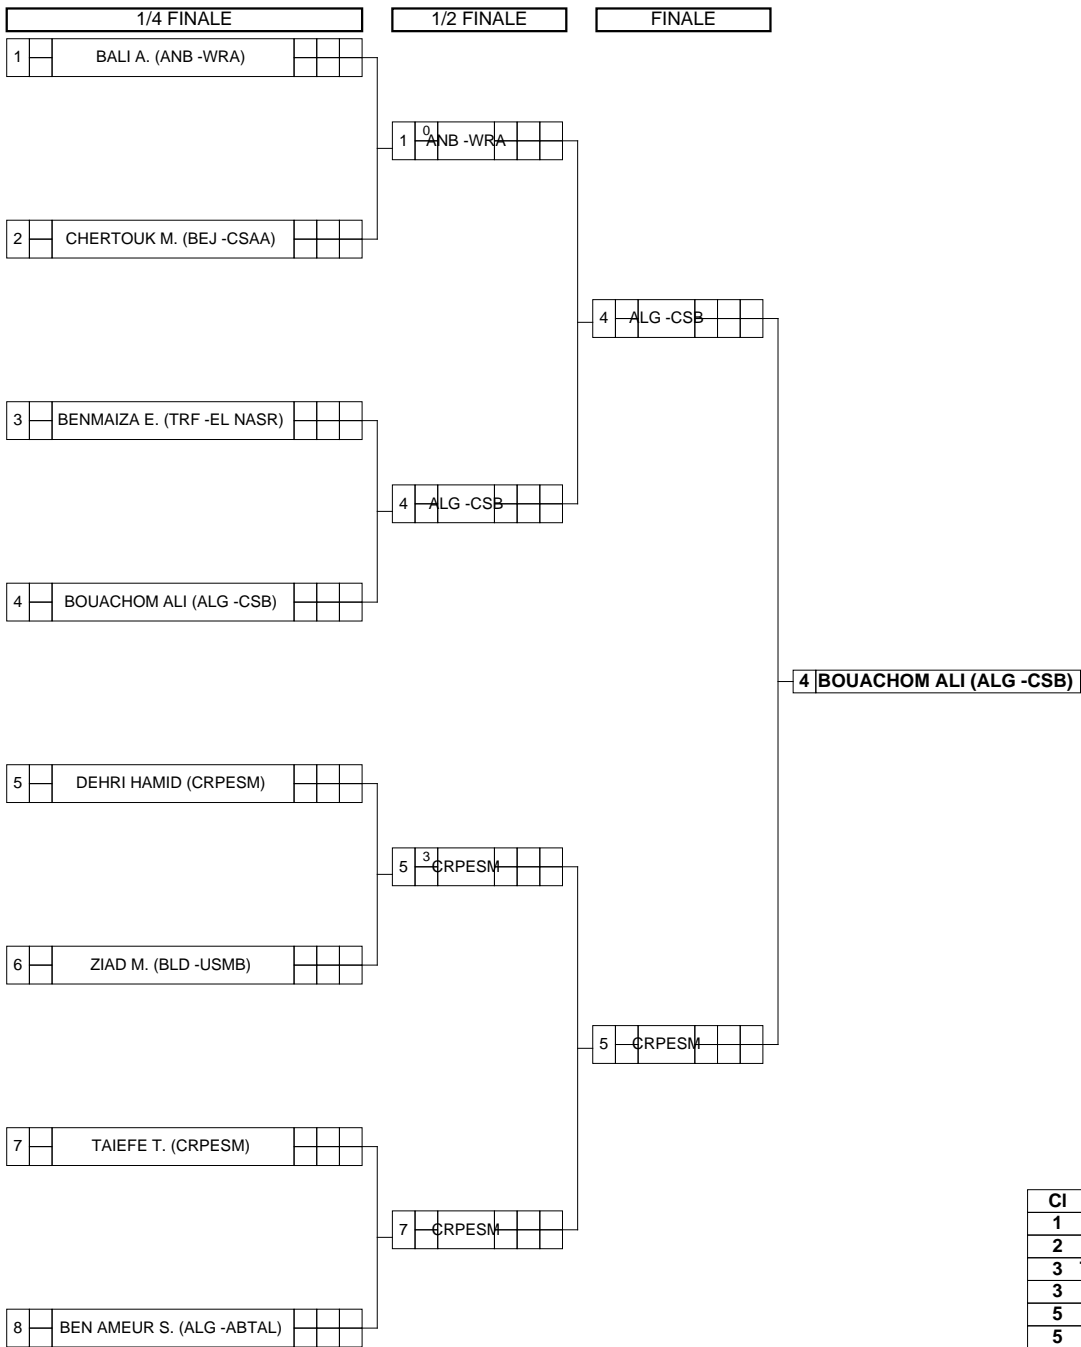 1/4 FINALE 1/2 FINALE FINALE
1 BALI A. (ANB -WRA)
1 0 ANB -WRA
2 CHERTOUK M. (BEJ -CSAA)
4 ALG -CSB
3 BENMAIZA E. (TRF -EL NASR)
4 ALG -CSB
4 BOUACHOM ALI (ALG -CSB)
4 BOUACHOM ALI (ALG -CSB)
5 DEHRI HAMID (CRPESM)
5 3 CRPESM
6 ZIAD M. (BLD -USMB)
5 CRPESM
7 TAIEFE T. (CRPESM)
7 CRPESM
8 BEN AMEUR S. (ALG -ABTAL)
Cl
1
2
3
3
5
5